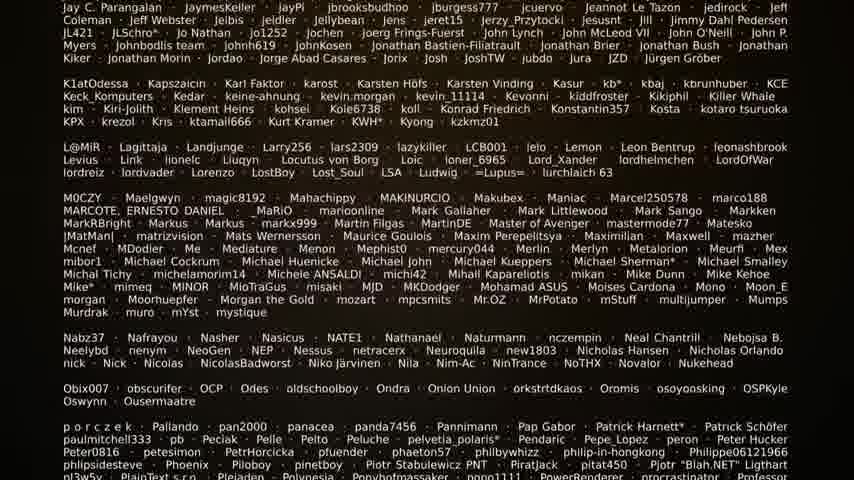 Jay C. Parangalan · JaymesKeller · JayPi · jbrooksbudhoo · jburgess777 · jcuervo · Jeannot Le Tazon · jedirock · Jeff
Coleman · Jeff Webster · Jelbis · jeidler · Jellybean · Jens · jeret15 · Jerzy_Przytocki · jesusnt · Jill · Jimmy Dahl Pedersen
JL421 · JLSchro* · Jo Nathan · Jo1252 · Jochen · Joerg Frings-Fuerst · John Lynch · John McLeod VII · John O'Neill · John P.
Myers · Johnbodlis team · Johnh619 · JohnKosen · Jonathan Bastien-Filiatrault · Jonathan Brier · Jonathan Bush · Jonathan
Kiker · Jonathan Morin · Jordao · Jorge Abad Casares · Jorix · Josh · JoshTW · jubdo · Jura · JZD · Jürgen Gröber
K1atOdessa · Kapszaicin · Karl Faktor · karost · Karsten Höfs · Karsten Vinding · Kasur · kb* · kbaj · kbrunhuber · KCE
Keck_Komputers · Kedar · keine-ahnung · kevin.morgan · kevin_11114 · Kevonni · kiddfroster · Kikiphil · Killer Whale ·
kim · Kiri-Jolith · Klement Heins · kohsei · Kole6738 · koll · Konrad Friedrich · Konstantin357 · Kosta · kotaro tsuruoka
KPX · krezol · Kris · ktamail666 · Kurt Kramer · KWH* · Kyong · kzkmz01
L@MiR · Lagittaja · Landjunge · Larry256 · lars2309 · lazykiller · LCB001 · lelo · Lemon · Leon Bentrup · leonashbrook
Levius · Link · lionelc · Liuqyn · Locutus von Borg · Loic · loner_6965 · Lord_Xander · lordhelmchen · LordOfWar ·
lordreiz · lordvader · Lorenzo · LostBoy · Lost_Soul · LSA · Ludwig · =Lupus= · lurchlaich 63
M0CZY · Maelgwyn · magic8192 · Mahachippy · MAKINURCIO · Makubex · Maniac · Marcel250578 · marco188
MARCOTE, ERNESTO DANIEL · _MaRiO · marioonline · Mark Gallaher · Mark Littlewood · Mark Sango · Markken
MarkRBright · Markus · Markus · markx999 · Martin Filgas · MartinDE · Master of Avenger · mastermode77 · Matesko
|MatMan| · matrizvision · Mats Wernersson · Maurice Goulois · Maxim Perepelitsya · Maximilian · Maxwell · mazher
Mcnef · MDodier · Me · Mediature · Menon · Mephist0 · mercury044 · Merlin · Merlyn · Metalorion · Meurfi · Mex
mibor1 · Michael Cockrum · Michael Huenicke · Michael John · Michael Kueppers · Michael Sherman* · Michael Smalley
Michal Tichy · michelamorim14 · Michele ANSALDI · michi42 · Mihail Kapareliotis · mikan · Mike Dunn · Mike Kehoe
Mike* · mimeq · MINOR · MioTraGus · misaki · MJD · MKDodger · Mohamad ASUS · Moises Cardona · Mono · Moon_E
morgan · Moorhuepfer · Morgan the Gold · mozart · mpcsmits · Mr.OZ · MrPotato · mStuff · multijumper · Mumps
Murdrak · muro · mYst · mystique
Nabz37 · Nafrayou · Nasher · Nasicus · NATE1 · Nathanael · Naturmann · nczempin · Neal Chantrill · Nebojsa B.
Neelybd · nenym · NeoGen · NEP · Nessus · netracerx · Neuroquila · new1803 · Nicholas Hansen · Nicholas Orlando
nick · Nick · Nicolas · NicolasBadworst · Niko Järvinen · Nila · Nim-Ac · NinTrance · NoTHX · Novalor · Nukehead
Obix007 · obscurifer · OCP · Odes · oldschoolboy · Ondra · Onion Union · orkstrtdkaos · Oromis · osoyoosking · OSPKyle
Oswynn · Ousermaatre
p o r c z e k · Pallando · pan2000 · panacea · panda7456 · Pannimann · Pap Gabor · Patrick Harnett* · Patrick Schöfer
paulmitchell333 · pb · Peciak · Pelle · Pelto · Peluche · pelvetia_polaris* · Pendaric · Pepe_Lopez · peron · Peter Hucker
Peter0816 · petesimon · PetrHorcicka · pfuender · phaeton57 · philbywhizz · philip-in-hongkong · Philippe06121966
phlipsidesteve · Phoenix · Piloboy · pinetboy · Piotr Stabulewicz PNT · PiratJack · pitat450 · Pjotr "Blah.NET" Ligthart
pl3w5y · PlainText s.r.o. · Pleiaden · Polynesia · Ponyhofmassaker · popo1111 · PowerRenderer · procrastinator · Professor